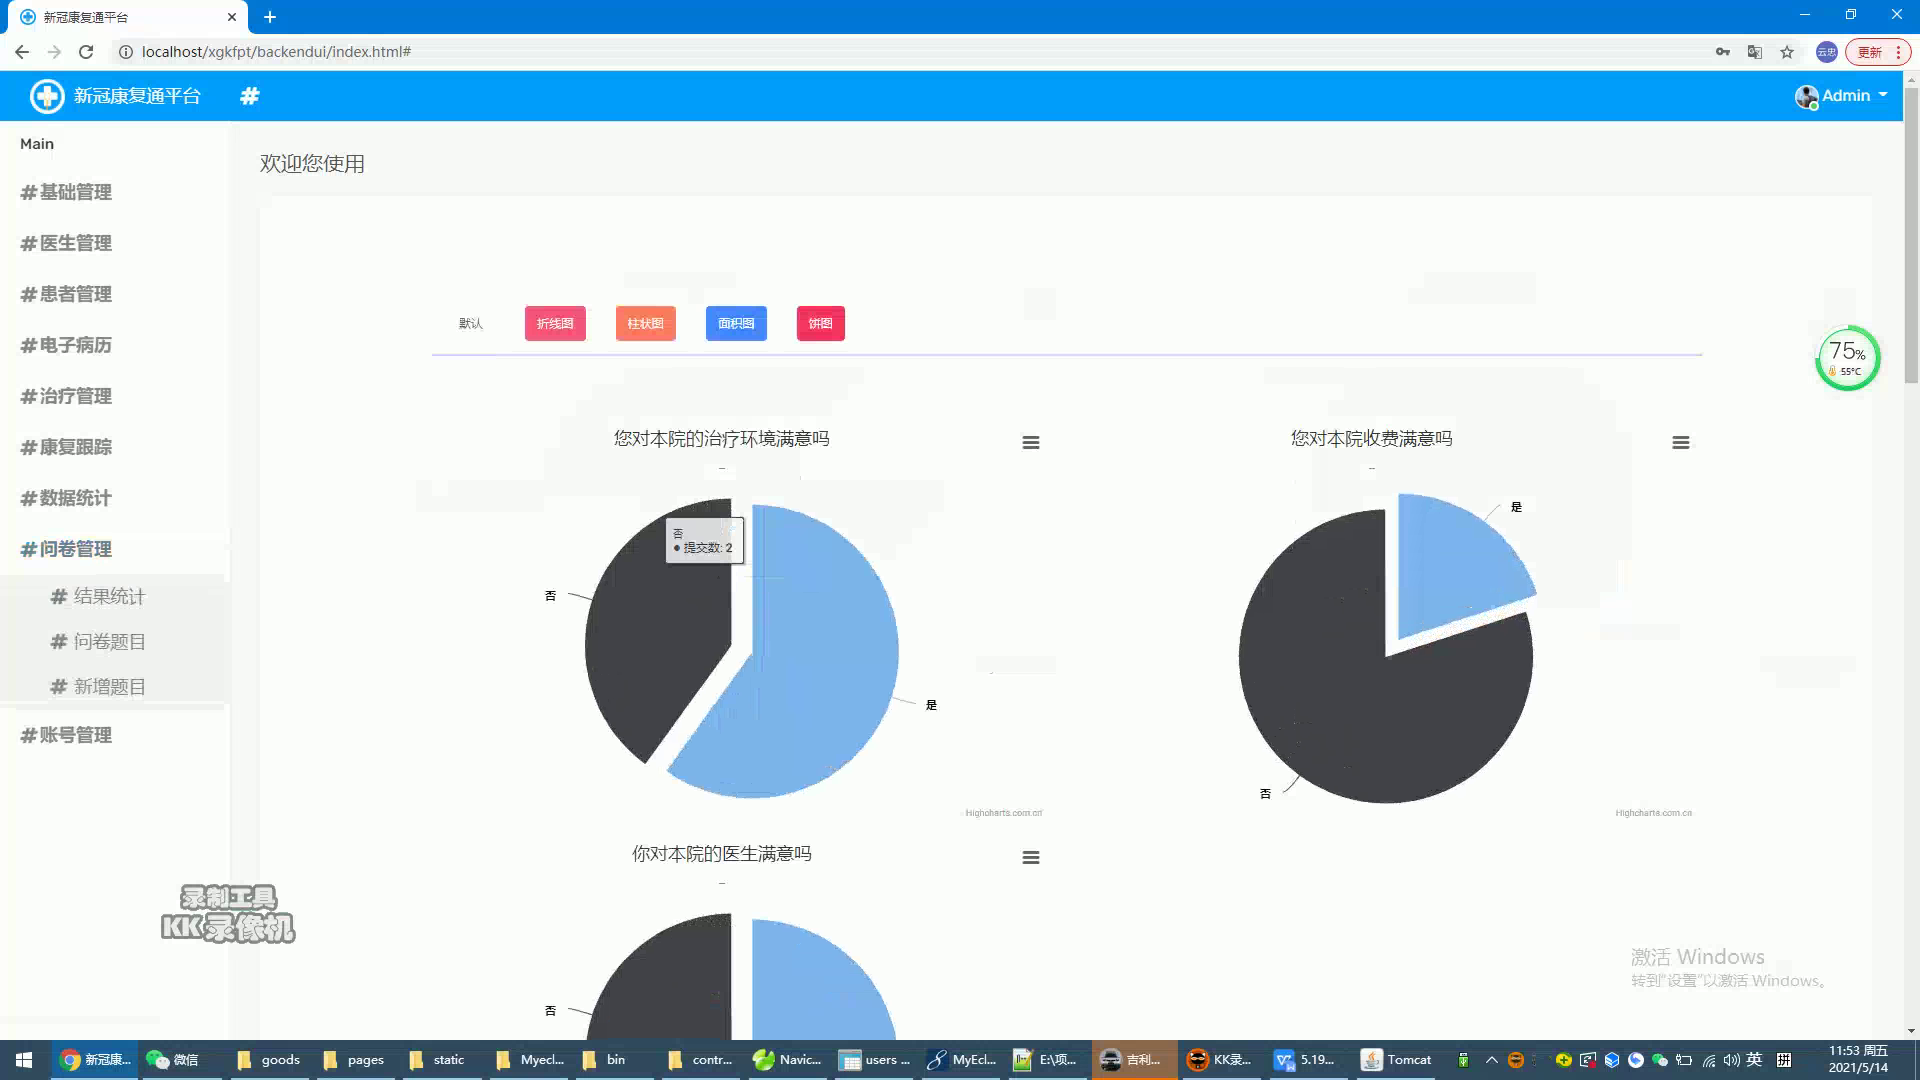 新冠康复通平台
localhost/xgkfpt/backendui/index.html#
云忠
更新
新冠康复通平台
#
Admin
Main
#基础管理
#医生管理
#患者管理
#电子病历
#治疗管理
#康复跟踪
#数据统计
#问卷管理
# 结果统计
# 问卷题目
# 新增题目
#账号管理
欢迎您使用
默认
折线图
柱状图
面积图
饼图
75%
55°C
您对本院的治疗环境满意吗
否
● 提交数: 2
否
是
Highcharts.com.cn
您对本院收费满意吗
是
否
Highcharts.com.cn
你对本院的医生满意吗
否
录制工具
KK录像机
激活 Windows
转到"设置"以激活 Windows。
新冠康...
微信
goods
pages
static
Myecl...
bin
contr...
Navic...
users ...
MyEcl...
E:\项...
吉利...
KK录...
5.19...
Tomcat
英
拼
11:53 周五
2021/5/14